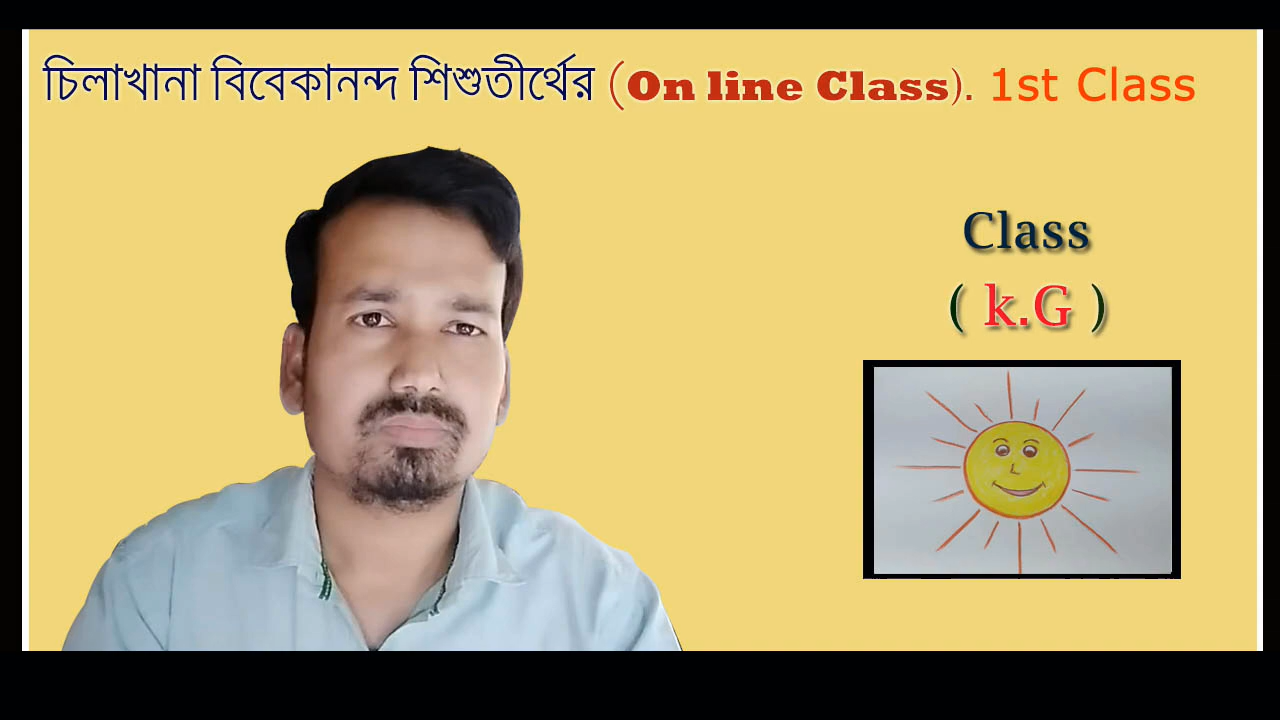 চিলাখানা বিবেকানন্দ শিশুতীর্থের (On line Class). 1st Class
Class
( k.G )